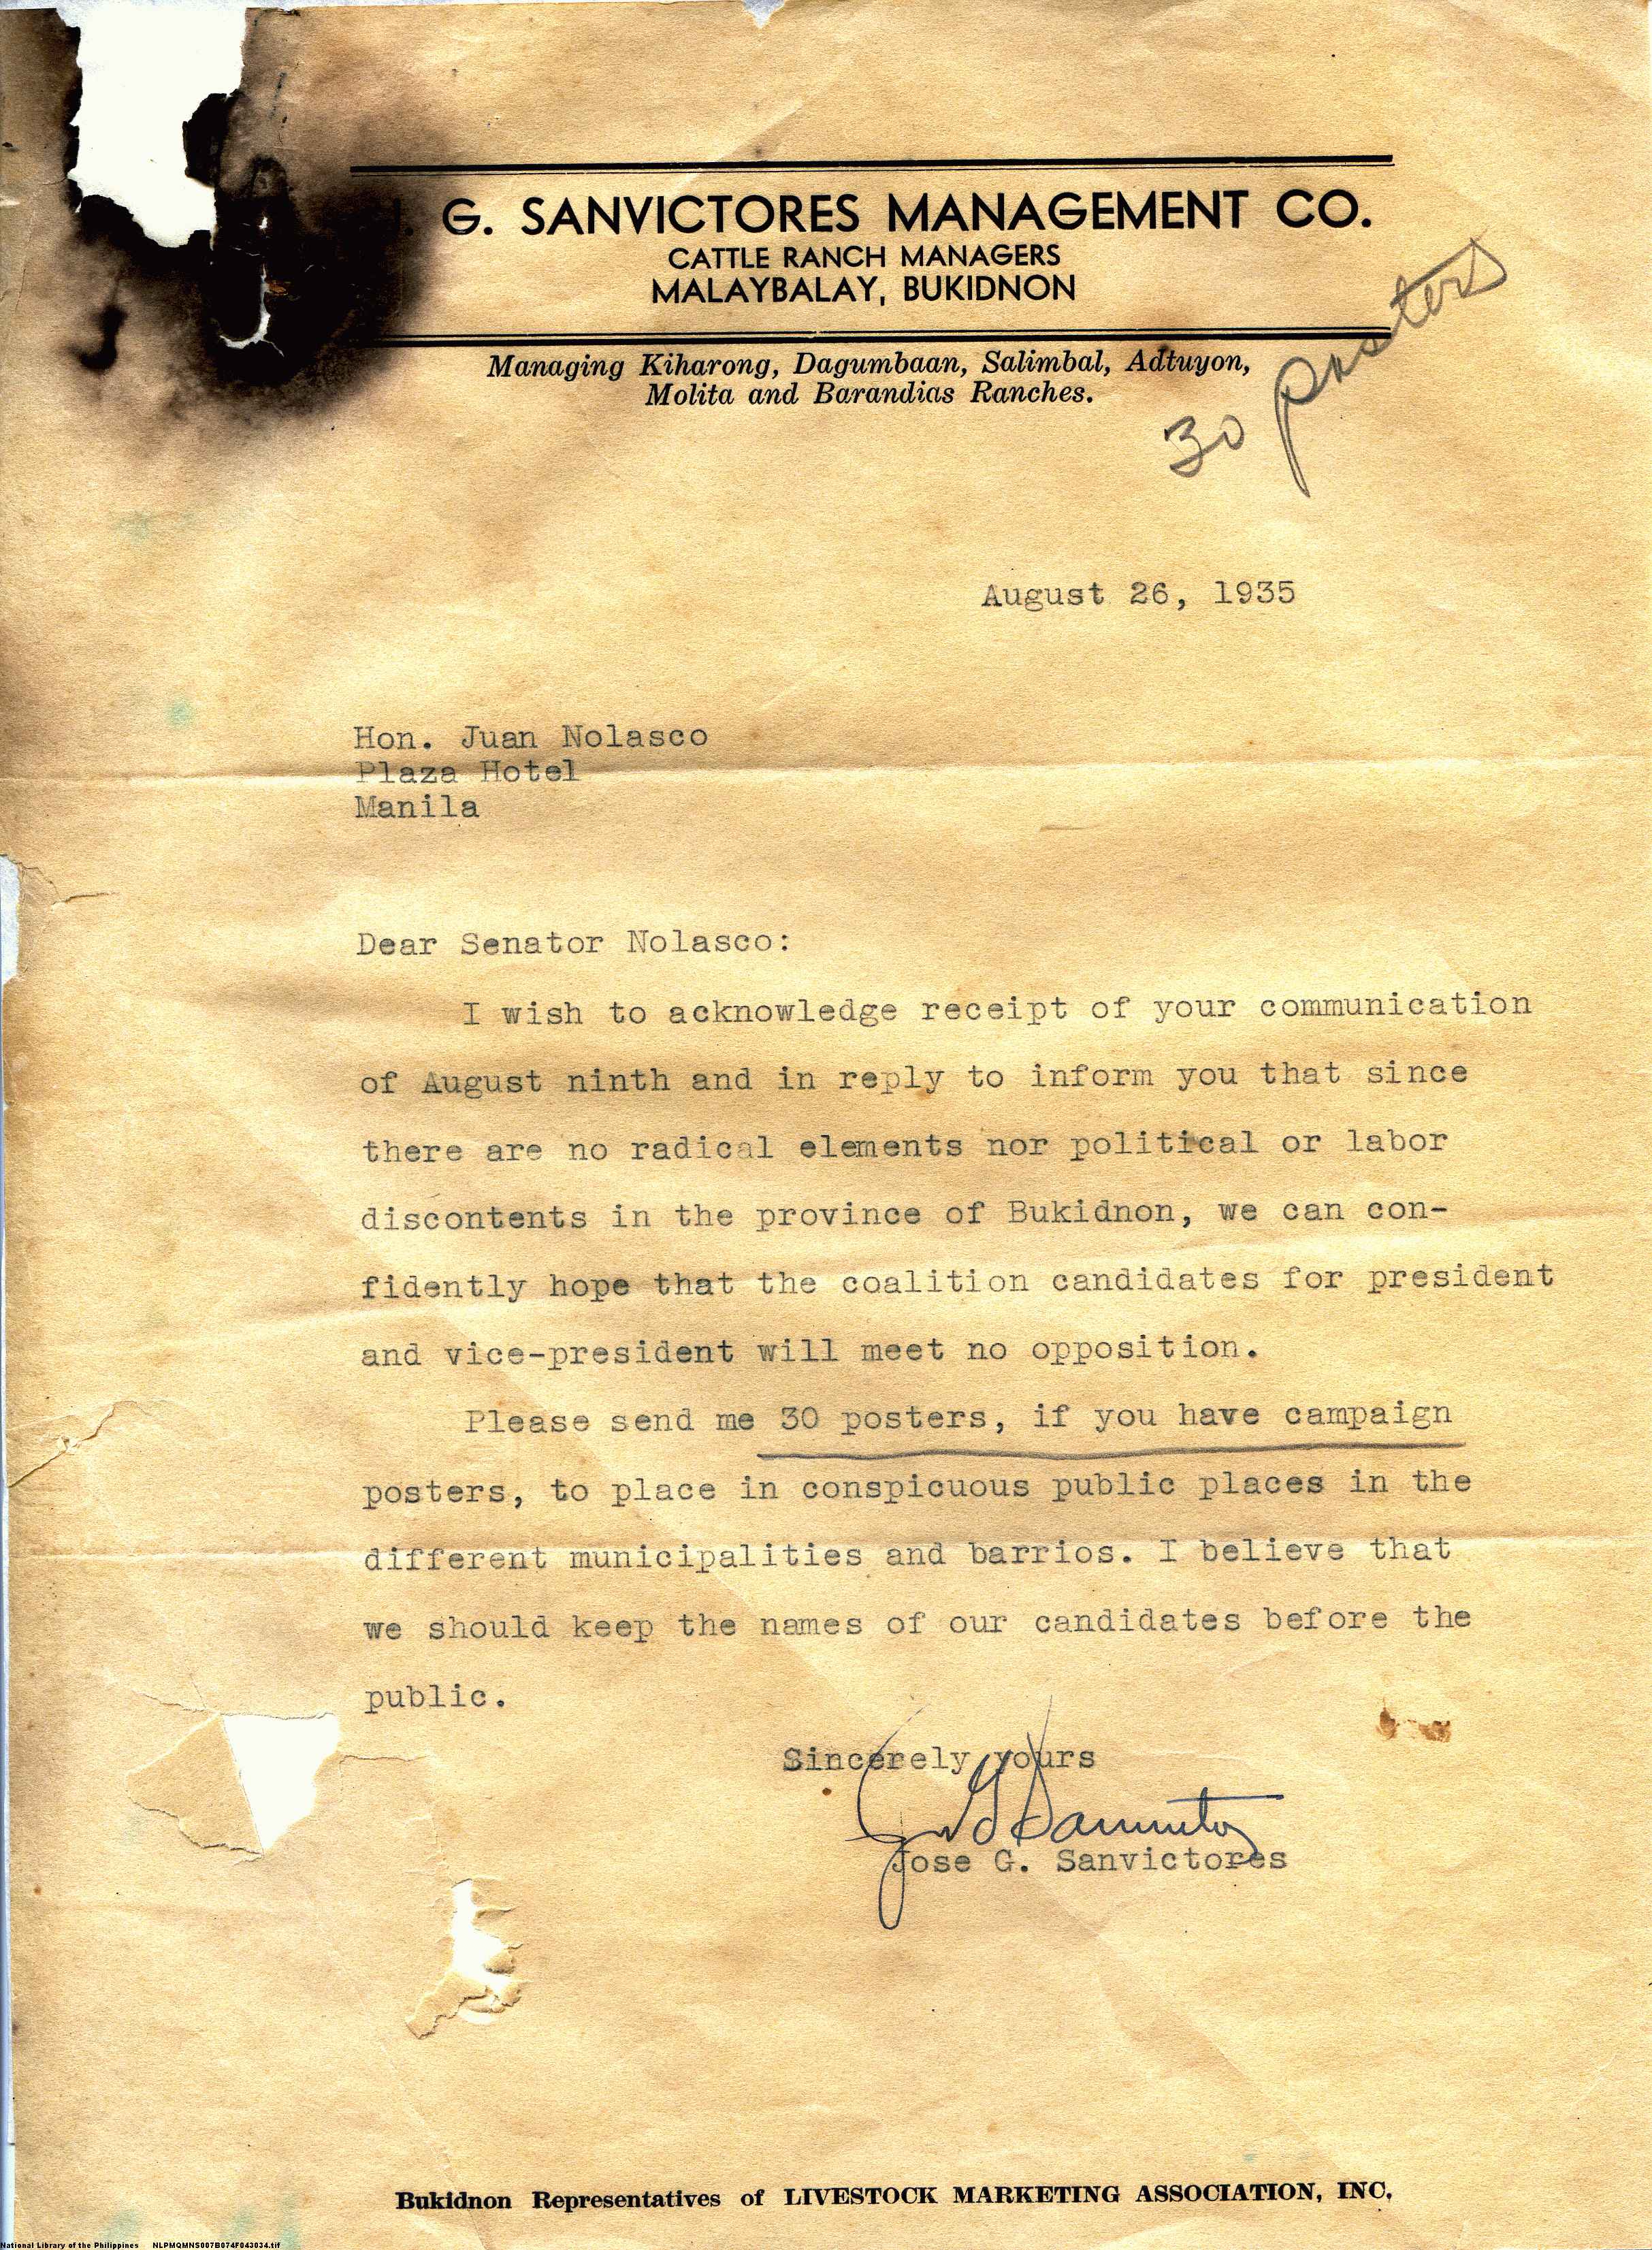 G. SANVICTORES MANAGEMENT CO.
CATTLE RANCH MANAGERS
MALAYBALAY, BUKIDNON
Managing Kiharong, Dagumbaan, Salimbal, Adtuyon,
Molita and Barandias Ranches.
30 posters
August 26, 1935
Hon. Juan Nolasco
Plaza Hotel
Manila
Dear Senator Nolasco:
I wish to acknowledge receipt of your communication
of August ninth and in reply to inform you that since
there are no radical elements nor political or labor
discontents in the province of Bukidnon, we can con-
fidently hope that the coalition candidates for president
and vice-president will meet no opposition.
Please send me 30 posters, if you have campaign
posters, to place in conspicuous public places in the
different municipalities and barrios. I believe that
we should keep the names of our candidates before the
public.
Sincerely yours
Jose G. Sanvictores
Bukidnon Representatives of LIVESTOCK MARKETING ASSOCIATION, INC.
National Library of the Philippines NLPMQMNS007B074F043034.tif